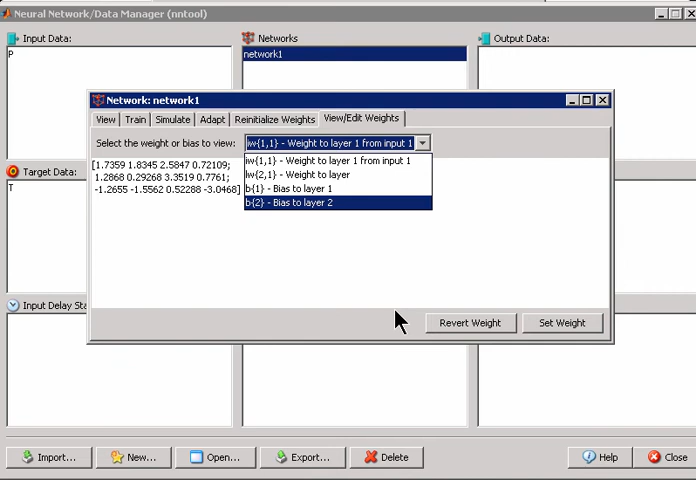 Neural Network/Data Manager (nntool)
Input Data:
Networks
Output Data:
P
network1
Network: network1
View Train Simulate Adapt Reinitialize Weights View/Edit Weights
Select the weight or bias to view: iw{1,1} - Weight to layer 1 from input 1
[1.7359 1.8345 2.5847 0.72109;
1.2868 0.29268 3.3519 0.7761;
-1.2655 -1.5562 0.52288 -3.0468]
iw{1,1} - Weight to layer 1 from input 1
lw{2,1} - Weight to layer
b{1} - Bias to layer 1
b{2} - Bias to layer 2
Target Data:
T
Input Delay Sta
Revert Weight Set Weight
Import... New... Open... Export... Delete Help Close